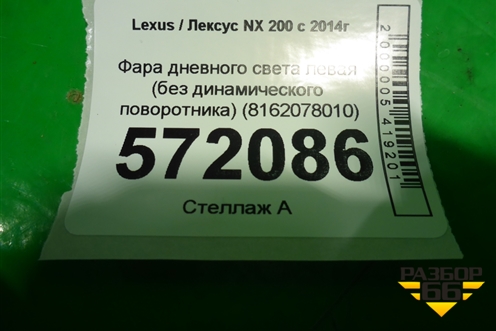 Lexus / Лексус NX 200 с 2014г
Фара дневного света левая
(без динамического
поворотника) (8162078010)
572086
Стеллаж А
2000005419201
РАЗБОР
66